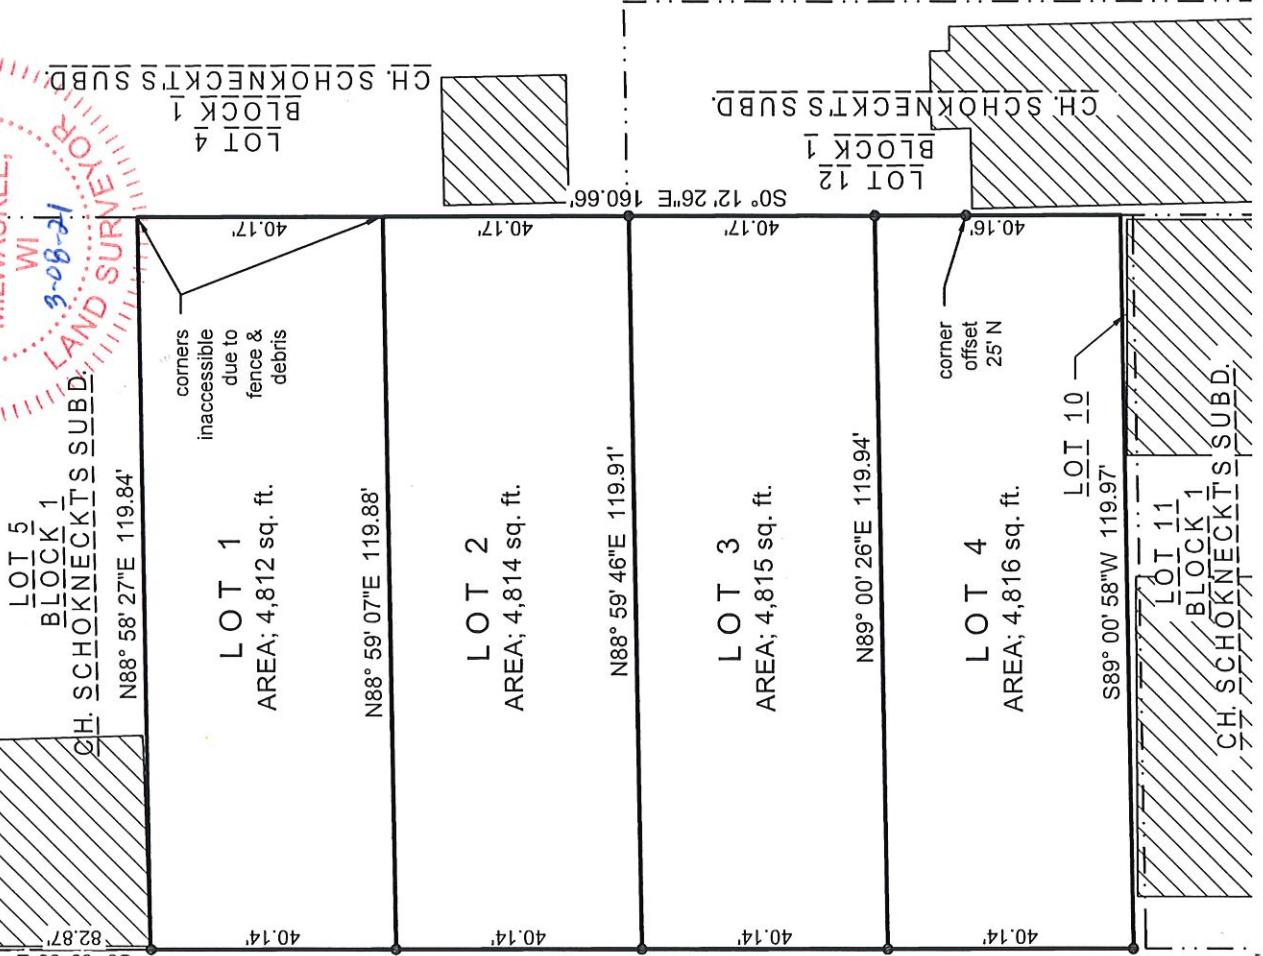 LOT 5
BLOCK 1
CH. SCHOKNECKT'S SUBD.
WI
3-08-21
LAND SURVEYOR
CH. SCHOKNECKT'S SUBD.
BLOCK 1
LOT 4
CH. SCHOKNECKT'S SUBD.
BLOCK 1
LOT 12
S0° 12' 26"E 160.66'
N88° 58' 27"E 119.84'
40.17'
corners
inaccessible
due to
fence &
debris
LOT 1
AREA; 4,812 sq. ft.
82.87'
40.14'
N88° 59' 07"E 119.88'
40.17'
LOT 2
AREA; 4,814 sq. ft.
40.14'
N88° 59' 46"E 119.91'
40.17'
LOT 3
AREA; 4,815 sq. ft.
40.14'
N89° 00' 26"E 119.94'
40.16'
corner
offset
25' N
LOT 4
AREA; 4,816 sq. ft.
40.14'
LOT 10
S89° 00' 58"W 119.97'
LOT 11
BLOCK 1
CH. SCHOKNECKT'S SUBD.